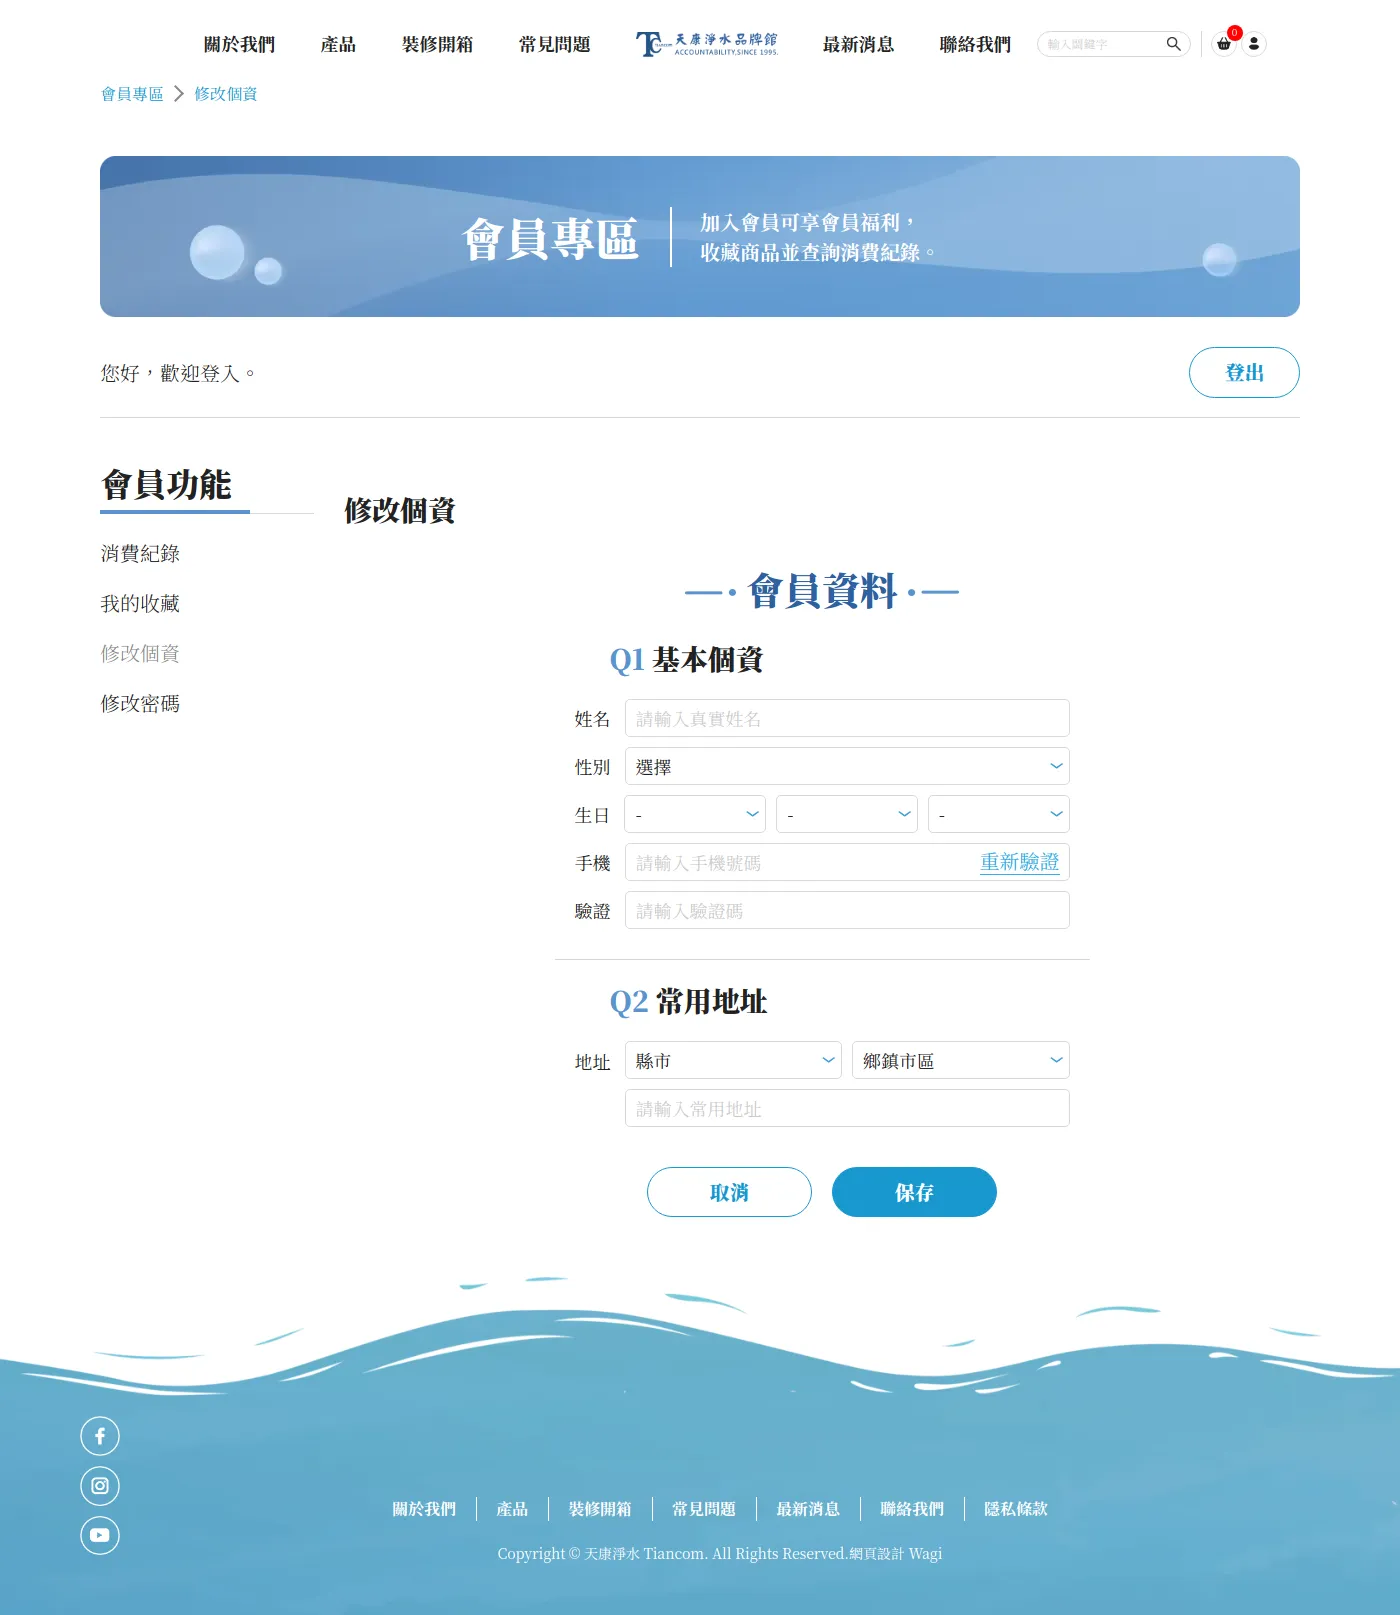 關於我們
產品
裝修開箱
常見問題
TC TIANCOM 天康淨水品牌館
ACCOUNTABILITY,SINCE 1995.
最新消息
聯絡我們
輸入關鍵字
0
會員專區 > 修改個資
會員專區
加入會員可享會員福利，
收藏商品並查詢消費紀錄。
您好，歡迎登入。
登出
會員功能
消費紀錄
我的收藏
修改個資
修改密碼
修改個資
會員資料
Q1 基本個資
姓名 請輸入真實姓名
性別 選擇
生日 - - -
手機 請輸入手機號碼 重新驗證
驗證 請輸入驗證碼
Q2 常用地址
地址 縣市 鄉鎮市區
請輸入常用地址
取消 保存
關於我們 產品 裝修開箱 常見問題 最新消息 聯絡我們 隱私條款
Copyright © 天康淨水 Tiancom. All Rights Reserved.網頁設計 Wagi